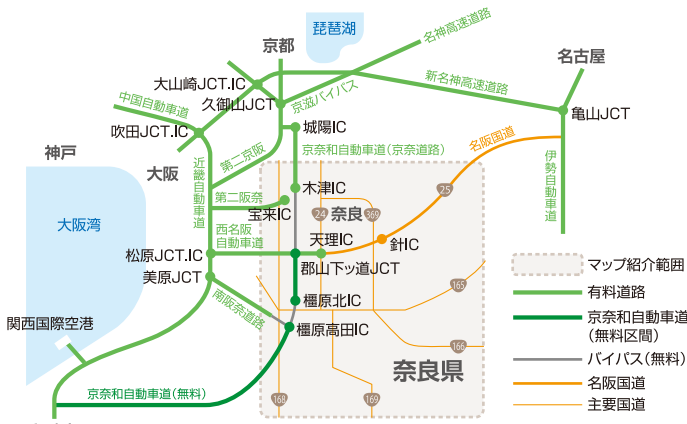 琵琶湖
京都
名神高速道路
名古屋
大山崎JCT.IC
新名神高速道路
久御山JCT
京滋バイパス
中国自動車道
亀山JCT
城陽IC
吹田JCT.IC
第二京阪
京奈和自動車道(京奈道路)
名阪国道
神戸
大阪
近畿自動車道
伊勢自動車道
168
木津IC
25
第二阪奈
宝来IC
24
奈良
369
大阪湾
西名阪
自動車道
天理IC
針IC
松原JCT.IC
郡山下ッ道JCT
マップ紹介範囲
美原JCT
165
有料道路
南阪奈道路
橿原北IC
京奈和自動車道
(無料区間)
関西国際空港
橿原高田IC
166
バイパス(無料)
奈良県
名阪国道
京奈和自動車道(無料)
168
169
主要国道